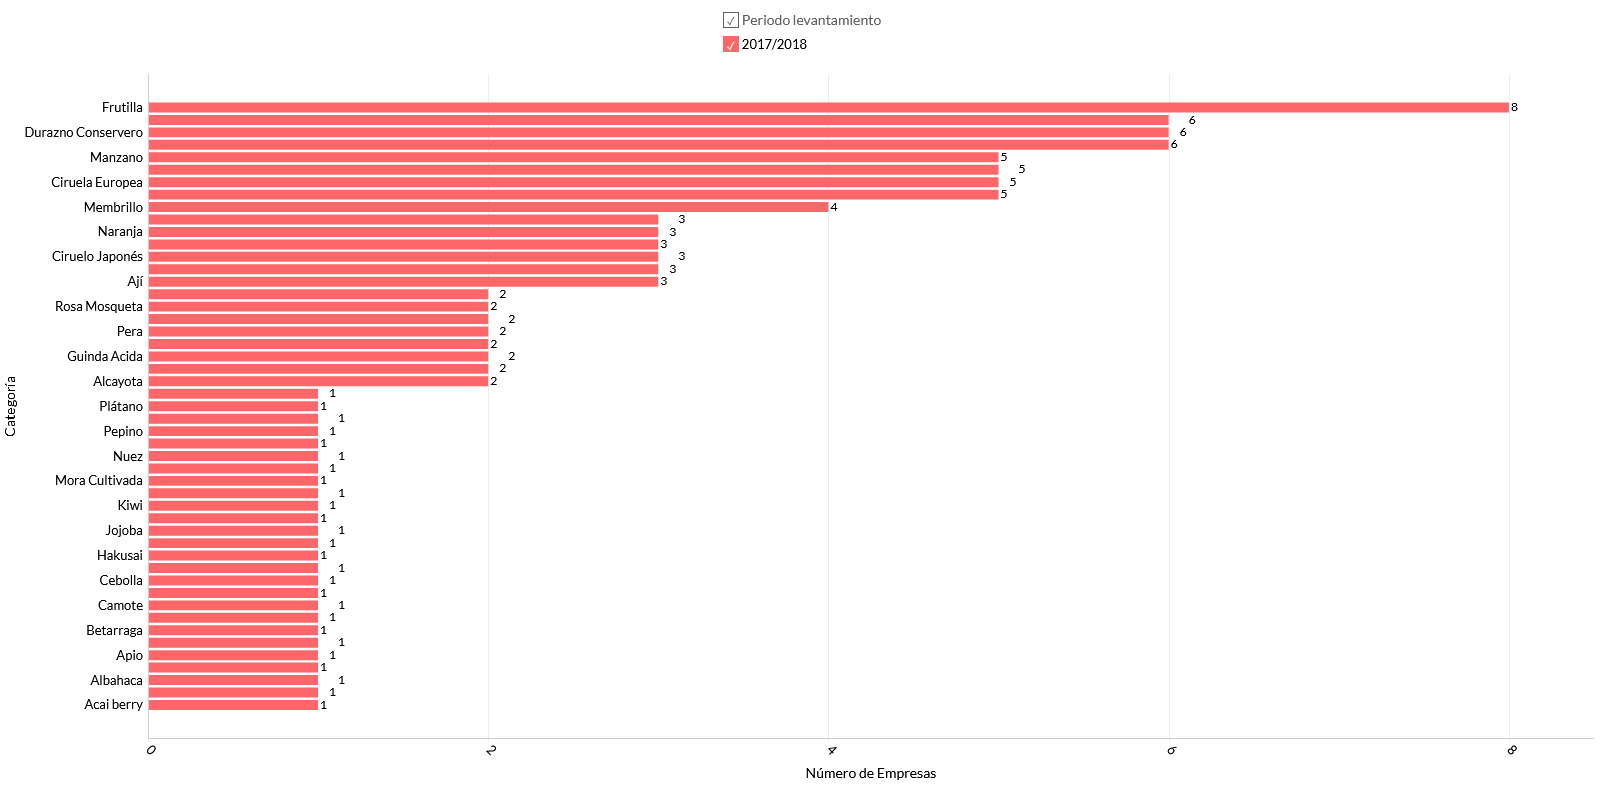 Periodo levantamiento
2017/2018
Frutilla 8
6
Durazno Conservero 6
6
Manzano 5
5
Ciruela Europea 5
5
Membrillo 4
3
Naranja 3
3
Ciruelo Japonés 3
3
Ají 3
2
Rosa Mosqueta 2
2
Pera 2
2
Guinda Acida 2
2
Alcayota 2
1
Plátano 1
1
Pepino 1
1
Nuez 1
1
Mora Cultivada 1
1
Kiwi 1
1
Jojoba 1
1
Hakusai 1
1
Cebolla 1
1
Camote 1
1
Betarraga 1
1
Apio 1
1
Albahaca 1
1
Acai berry 1
Categoría
0 2 4 6 8
Número de Empresas